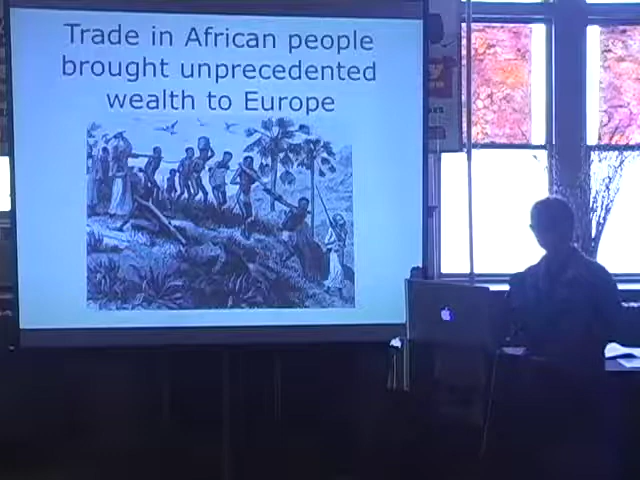 Trade in African people
brought unprecedented
wealth to Europe